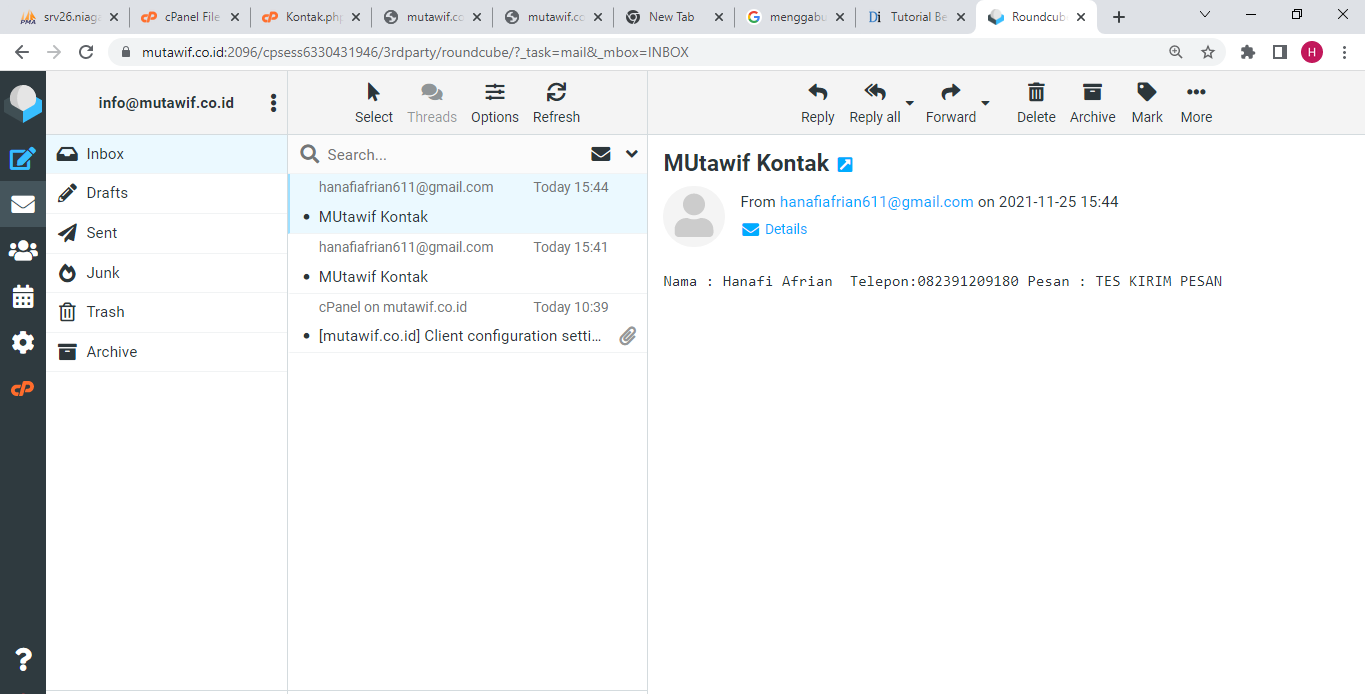 srv26.niaga
cPanel File
Kontak.php
mutawif.co
mutawif.co
New Tab
menggabu
Tutorial Be
Roundcub
mutawif.co.id:2096/cpsess6330431946/3rdparty/roundcube/?_task=mail&_mbox=INBOX
H
info@mutawif.co.id
Select
Threads
Options
Refresh
Reply
Reply all
Forward
Delete
Archive
Mark
More
Inbox
Drafts
Sent
Junk
Trash
Archive
Search...
hanafiafrian611@gmail.com Today 15:44
MUtawif Kontak
hanafiafrian611@gmail.com Today 15:41
MUtawif Kontak
cPanel on mutawif.co.id Today 10:39
[mutawif.co.id] Client configuration setti...
MUtawif Kontak
From hanafiafrian611@gmail.com on 2021-11-25 15:44
Details
Nama : Hanafi Afrian  Telepon:082391209180 Pesan : TES KIRIM PESAN